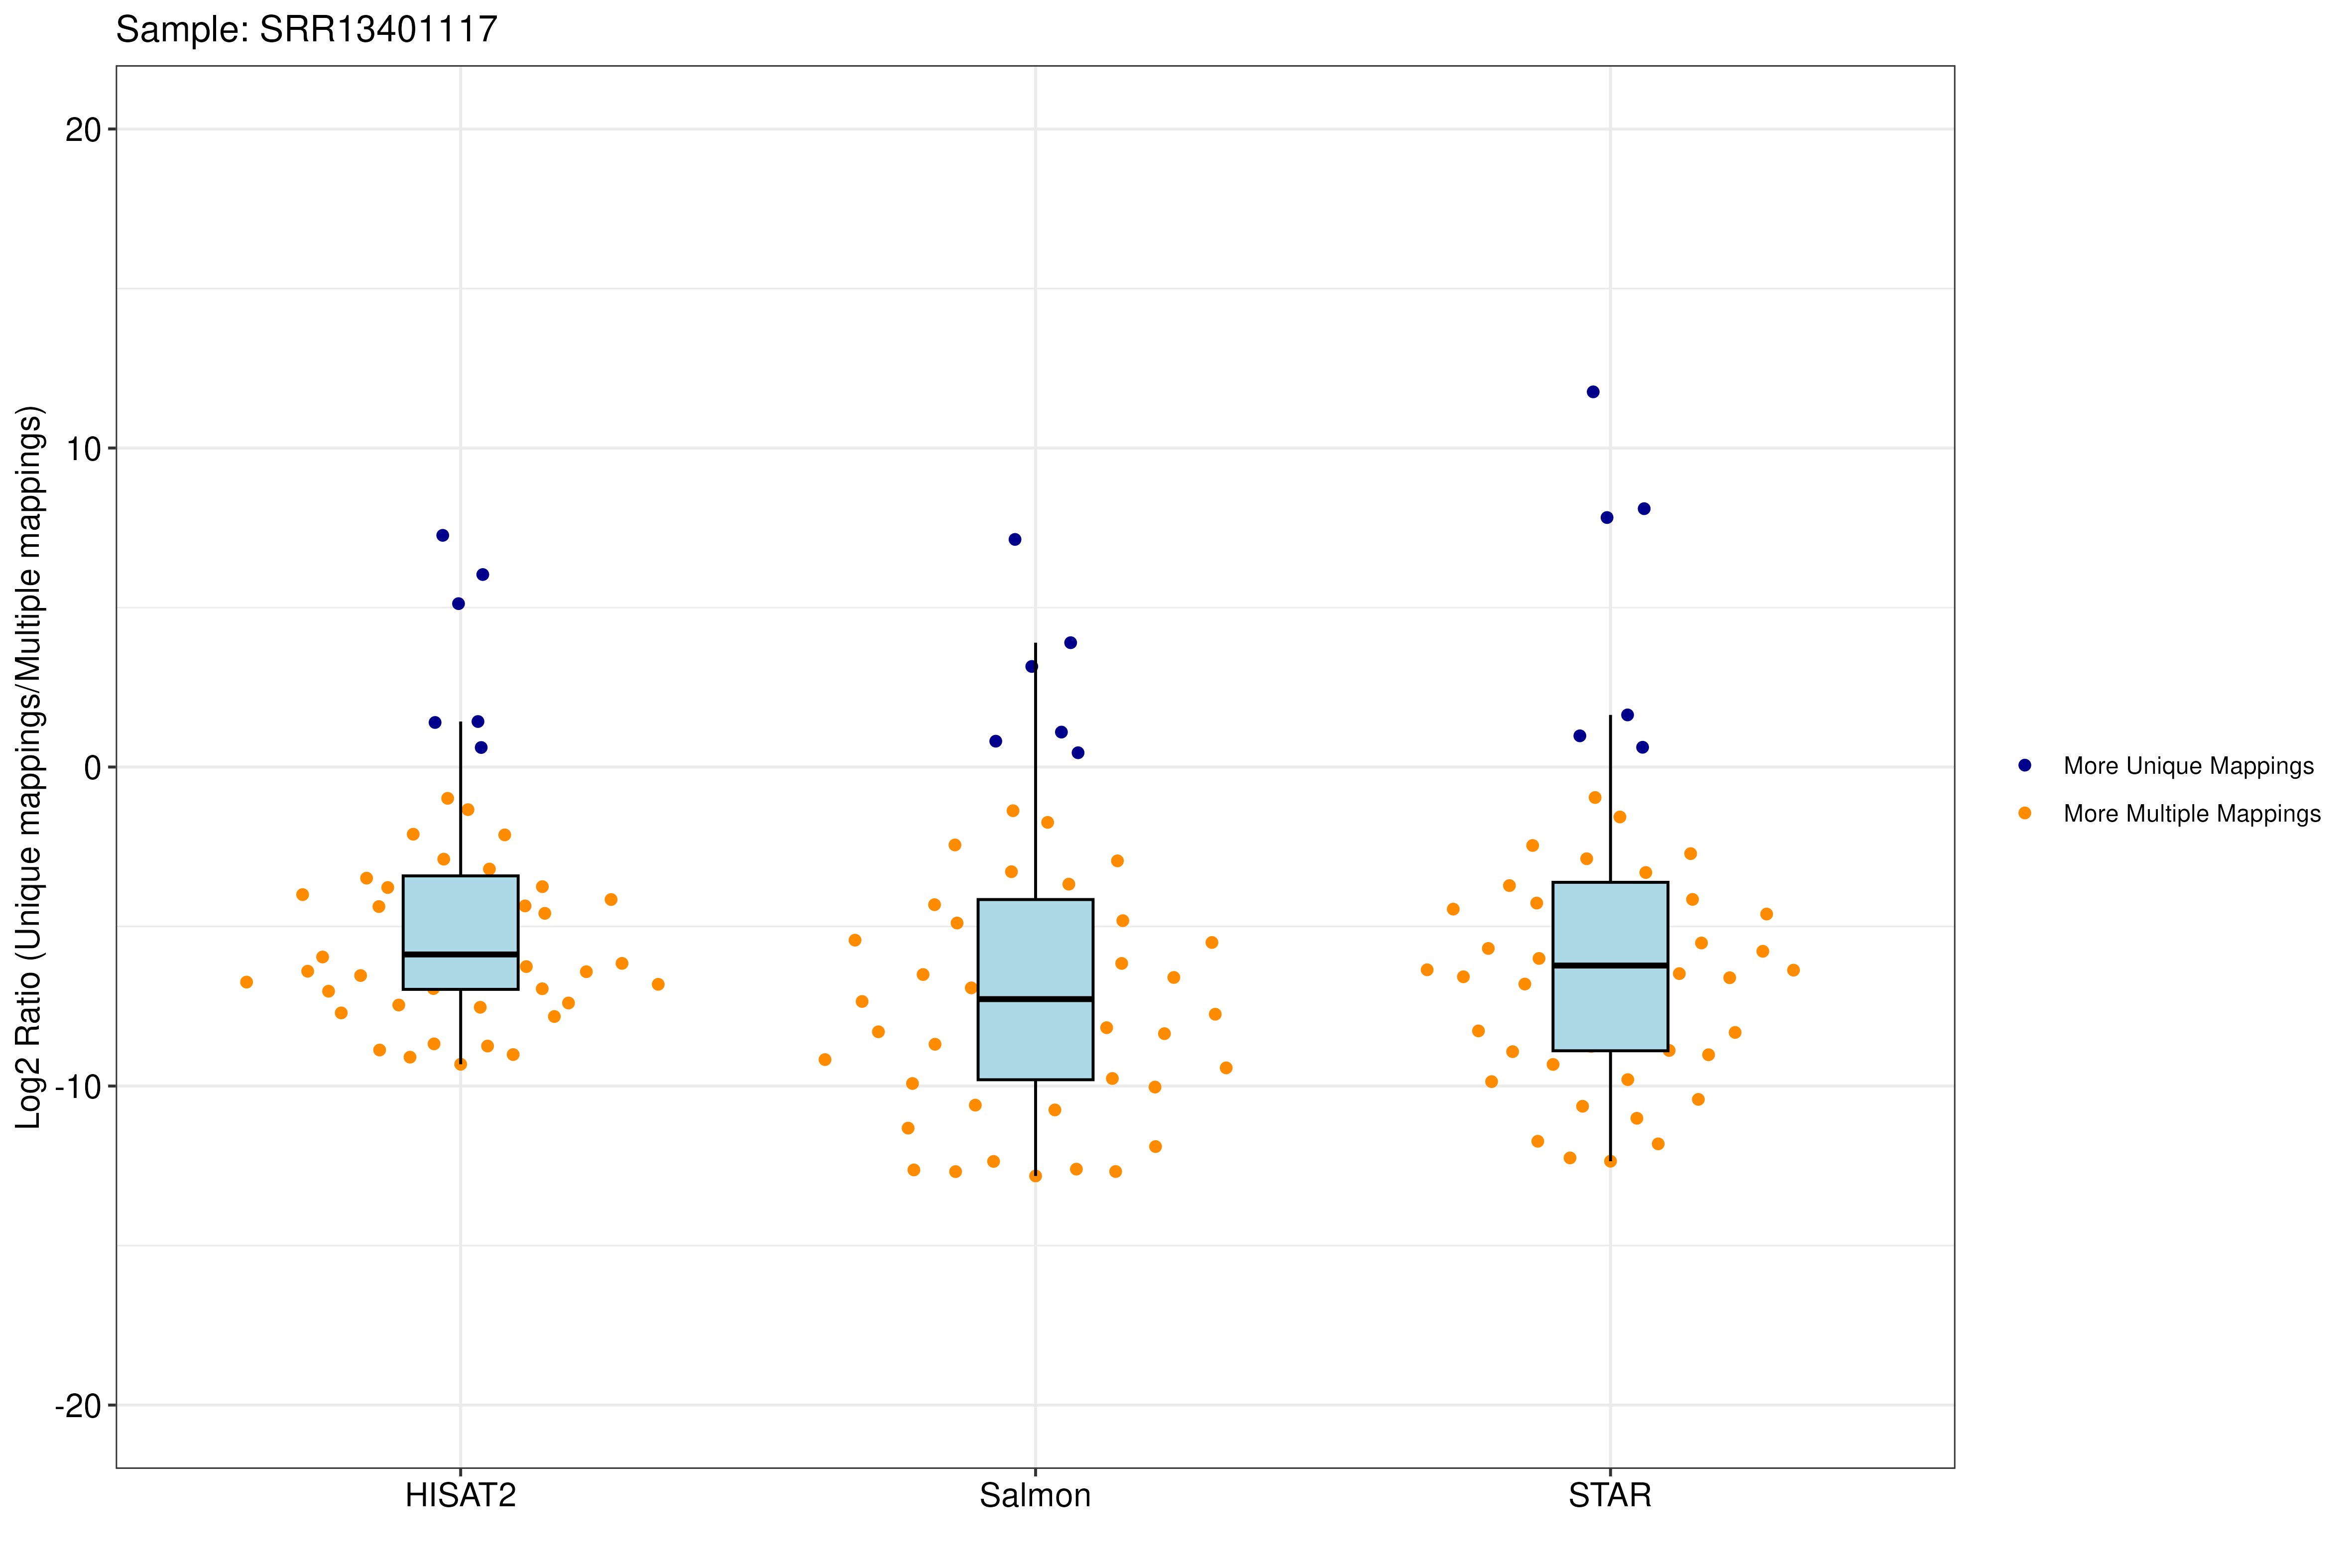 Sample: SRR13401117
Log2 Ratio (Unique mappings/Multiple mappings)
20
10
0
-10
-20
HISAT2
Salmon
STAR
More Unique Mappings
More Multiple Mappings